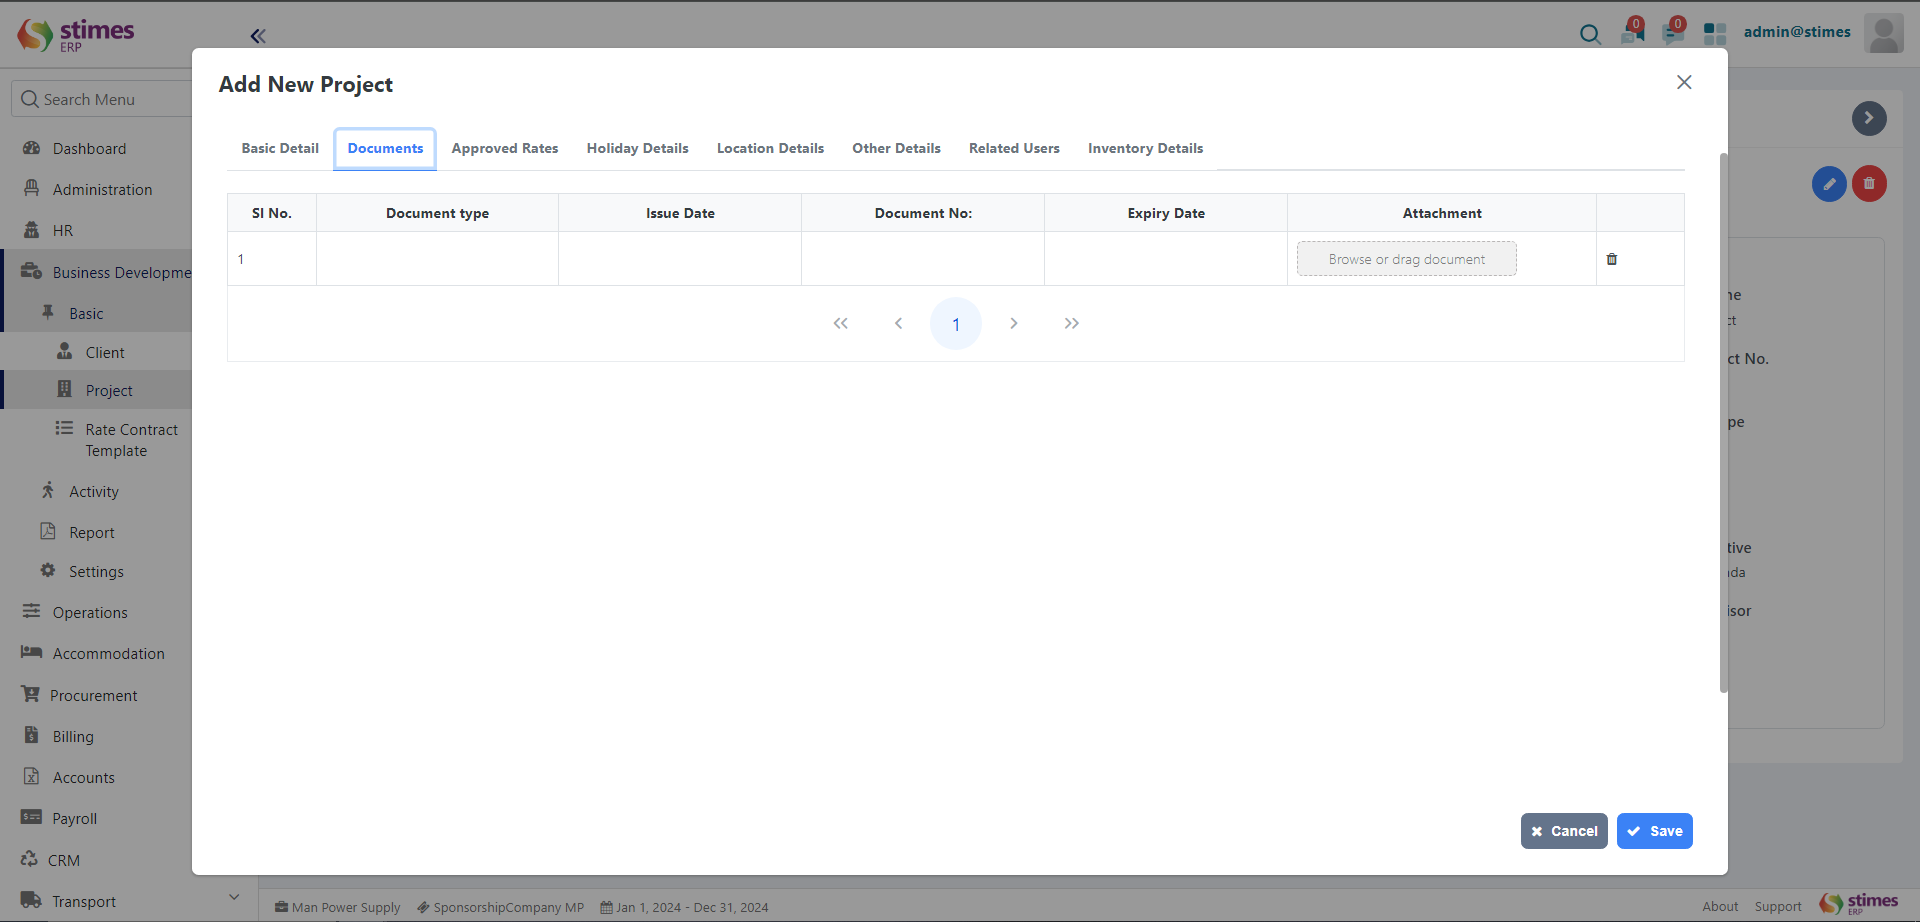 stimes
ERP
0
0
admin@stimes
Search Menu
Dashboard
Administration
HR
Business Developme
Basic
Client
Project
Rate Contract
Template
Activity
Report
Settings
Operations
Accommodation
Procurement
Billing
Accounts
Payroll
CRM
Transport
Add New Project
Basic Detail
Documents
Approved Rates
Holiday Details
Location Details
Other Details
Related Users
Inventory Details
Sl No.
Document type
Issue Date
Document No:
Expiry Date
Attachment
1
Browse or drag document
1
Cancel
Save
ne
ct
ct No.
pe
tive
ada
isor
Man Power Supply
SponsorshipCompany MP
Jan 1, 2024 - Dec 31, 2024
About
Support
stimes
ERP